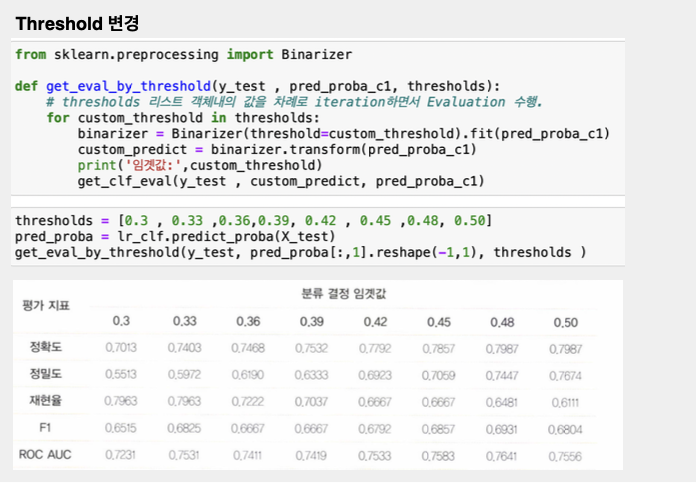 Threshold 변경
from sklearn.preprocessing import Binarizer
def get_eval_by_threshold(y_test , pred_proba_c1, thresholds):
# thresholds 리스트 객체내의 값을 차례로 iteration하면서 Evaluation 수행.
for custom_threshold in thresholds:
binarizer = Binarizer(threshold=custom_threshold).fit(pred_proba_c1)
custom_predict = binarizer.transform(pred_proba_c1)
print('임곗값:',custom_threshold)
get_clf_eval(y_test , custom_predict, pred_proba_c1)
thresholds = [0.3 , 0.33 ,0.36,0.39, 0.42 , 0.45 ,0.48, 0.50]
pred_proba = lr_clf.predict_proba(X_test)
get_eval_by_threshold(y_test, pred_proba[:,1].reshape(-1,1), thresholds )
평가 지표 분류 결정 임곗값
0.3 0.33 0.36 0.39 0.42 0.45 0.48 0.50
정확도 0.7013 0.7403 0.7468 0.7532 0.7792 0.7857 0.7987 0.7987
정밀도 0.5513 0.5972 0.6190 0.6333 0.6923 0.7059 0.7447 0.7674
재현율 0.7963 0.7963 0.7222 0.7037 0.6667 0.6667 0.6481 0.6111
F1 0.6515 0.6825 0.6667 0.6667 0.6792 0.6857 0.6931 0.6804
ROC AUC 0.7231 0.7531 0.7411 0.7419 0.7533 0.7583 0.7641 0.7556